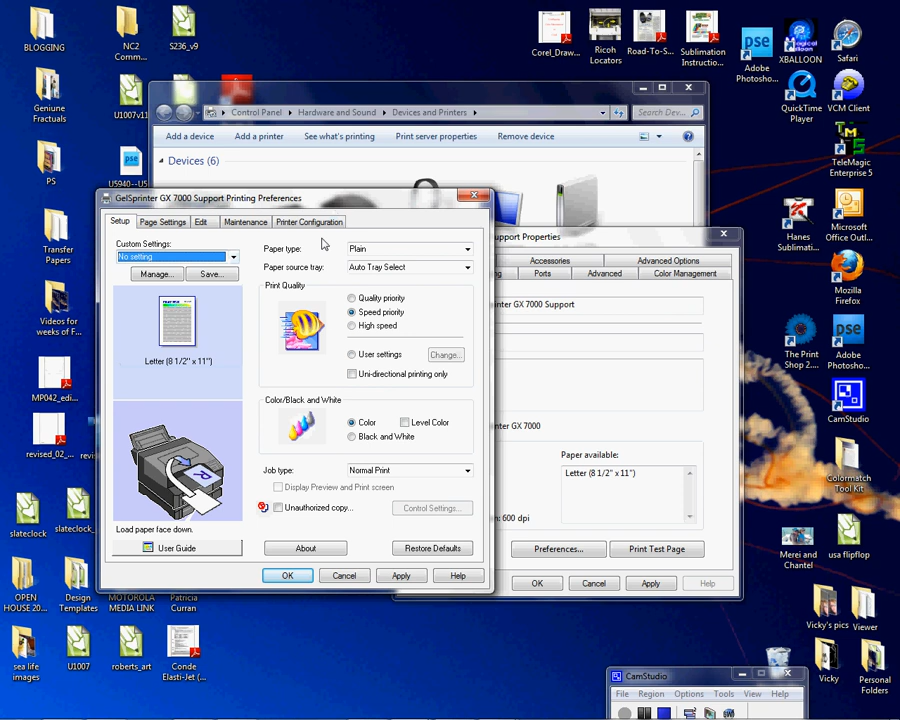 BLOGGING
NC2
Comm...
S236_v9
Corel_Draw...
Ricoh
Locators
Road-To-S...
Sublimation
Instructio...
Adobe
Photosho...
XBALLOON
Safari
Geniune
Fractuals
U1007v11
QuickTime
Player
VCM Client
PS
U5940--U5
TeleMagic
Enterprise 5
Transfer
Papers
Hanes
Sublimati...
Microsoft
Office Outl...
Videos for
weeks of F...
Mozilla
Firefox
MP042_edi...
The Print
Shop 2...
Adobe
Photosho...
revised_02_...
revis
CamStudio
slateclock
slateclock_
Colormatch
Tool Kit
OPEN
HOUSE 20...
Design
Templates
MOTOROLA
MEDIA LINK
Patricia
Curran
Merei and
Chantel
usa flipflop
sea life
images
U1007
roberts_art
Conde
Elasti-Jet (...
Vicky's pics
Viewer
Vicky
Personal
Folders
Control Panel
Hardware and Sound
Devices and Printers
Search Dev...
Add a device
Add a printer
See what's printing
Print server properties
Remove device
Devices (6)
GelSprinter GX 7000 Support Printing Preferences
Setup
Page Settings
Edit
Maintenance
Printer Configuration
Custom Settings:
No setting
Manage...
Save...
Letter (8 1/2" x 11")
Load paper face down.
User Guide
Paper type:
Plain
Paper source tray:
Auto Tray Select
Print Quality
Quality priority
Speed priority
High speed
User settings
Change...
Uni-directional printing only
Color/Black and White
Color
Level Color
Black and White
Job type:
Normal Print
Display Preview and Print screen
Unauthorized copy...
Control Settings...
About
Restore Defaults
OK
Cancel
Apply
Help
upport Properties
Accessories
Advanced Options
ng
Ports
Advanced
Color Management
inter GX 7000 Support
er GX 7000
Paper available:
Letter (8 1/2" x 11")
n: 600 dpi
Preferences...
Print Test Page
OK
Cancel
Apply
Help
CamStudio
File
Region
Options
Tools
View
Help